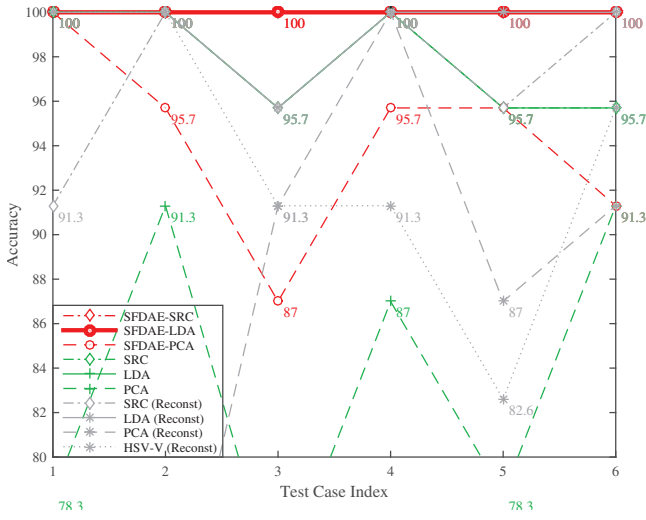 100
98
96
94
92
90
88
86
84
82
80
Accuracy
100 100 100 100 100 100
95.7 95.7 95.7 95.7 95.7
91.3 91.3 91.3 91.3 91.3
87 87 87
82.6
SFDAE-SRC
SFDAE-LDA
SFDAE-PCA
SRC
LDA
PCA
SRC (Reconst)
LDA (Reconst)
PCA (Reconst)
HSV-V (Reconst)
1 2 3 4 5 6
Test Case Index
78.3 78.3